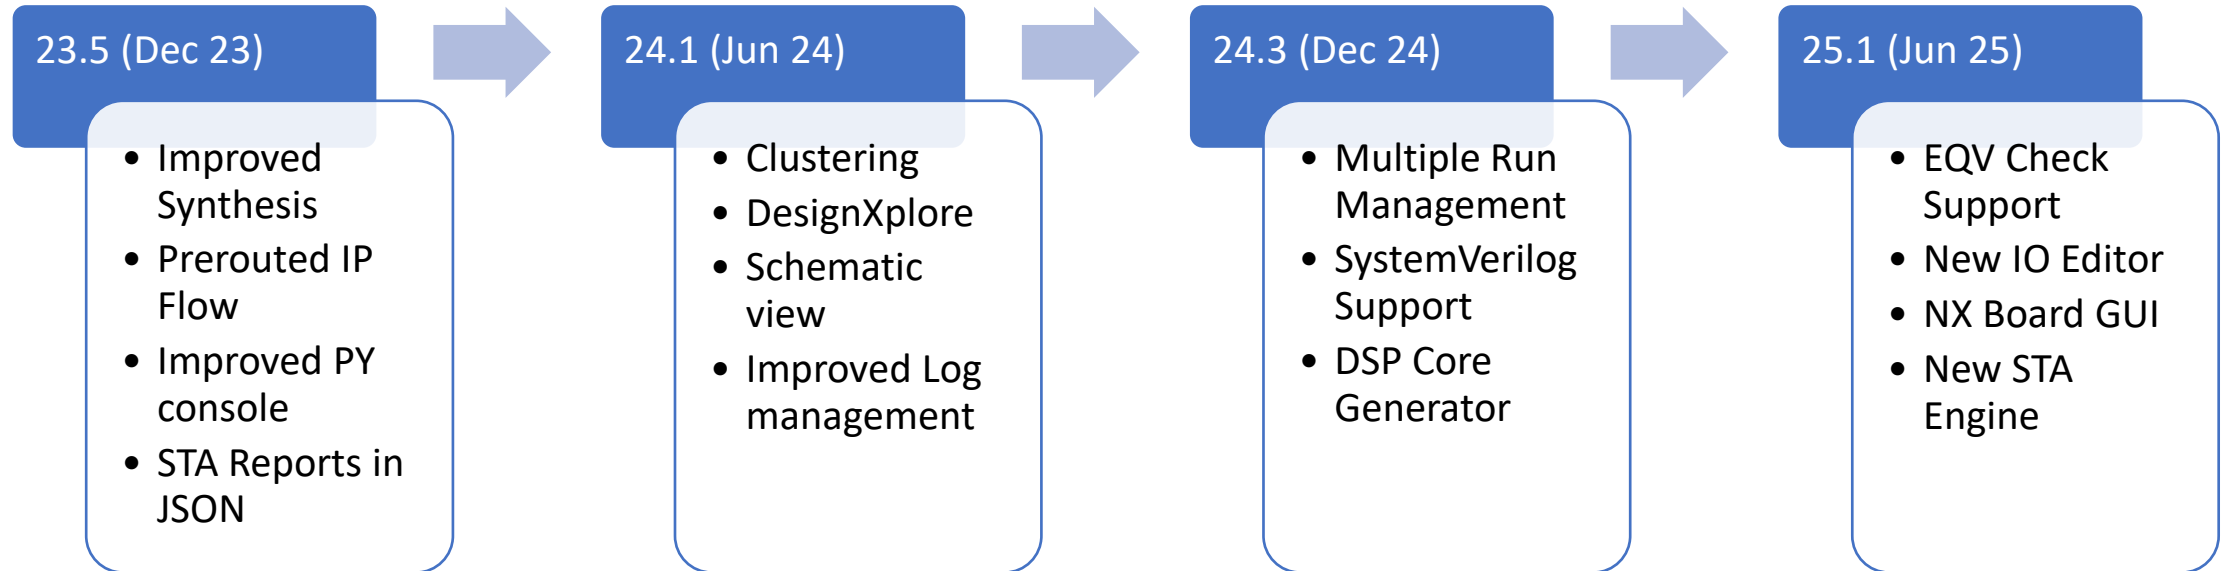 23.5 (Dec 23)
• Improved
Synthesis
• Prerouted IP
Flow
• Improved PY
console
• STA Reports in
JSON
24.1 (Jun 24)
• Clustering
• DesignXplore
• Schematic
view
• Improved Log
management
24.3 (Dec 24)
• Multiple Run
Management
• SystemVerilog
Support
• DSP Core
Generator
25.1 (Jun 25)
• EQV Check
Support
• New IO Editor
• NX Board GUI
• New STA
Engine